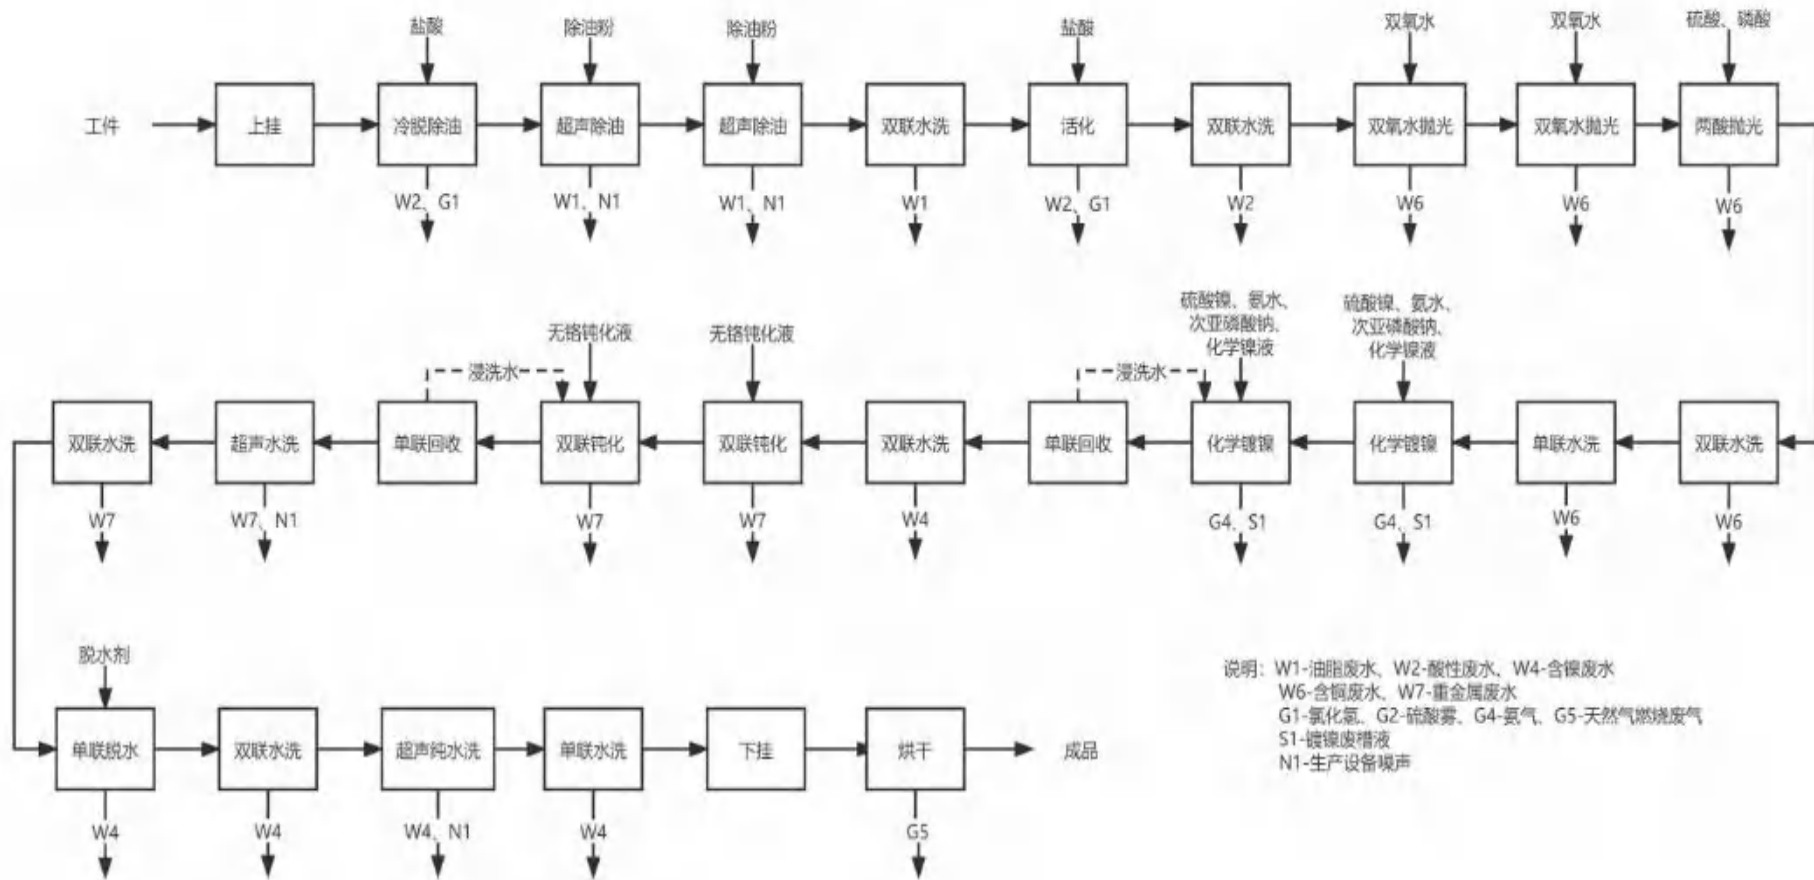 盐酸
除油粉
除油粉
盐酸
双氧水
双氧水
硫酸、磷酸
工件
上挂
冷脱除油
超声除油
超声除油
双联水洗
活化
双联水洗
双氧水抛光
双氧水抛光
两酸抛光
W2、G1
W1、N1
W1、N1
W1
W2、G1
W2
W6
W6
W6
无铬钝化液
无铬钝化液
硫酸镍、氨水、
次亚磷酸钠、
化学镍液
硫酸镍、氨水、
次亚磷酸钠、
化学镍液
浸洗水
浸洗水
双联水洗
超声水洗
单联回收
双联钝化
双联钝化
双联水洗
单联回收
化学镀镍
化学镀镍
单联水洗
双联水洗
W7
W7、N1
W7
W7
W4
G4、S1
G4、S1
W6
W6
脱水剂
单联脱水
双联水洗
超声纯水洗
单联水洗
下挂
烘干
成品
W4
W4
W4、N1
W4
G5
说明：W1-油脂废水、W2-酸性废水、W4-含镍废水
W6-含铜废水、W7-重金属废水
G1-氯化氢、G2-硫酸雾、G4-氨气、G5-天然气燃烧废气
S1-镀镍废槽液
N1-生产设备噪声